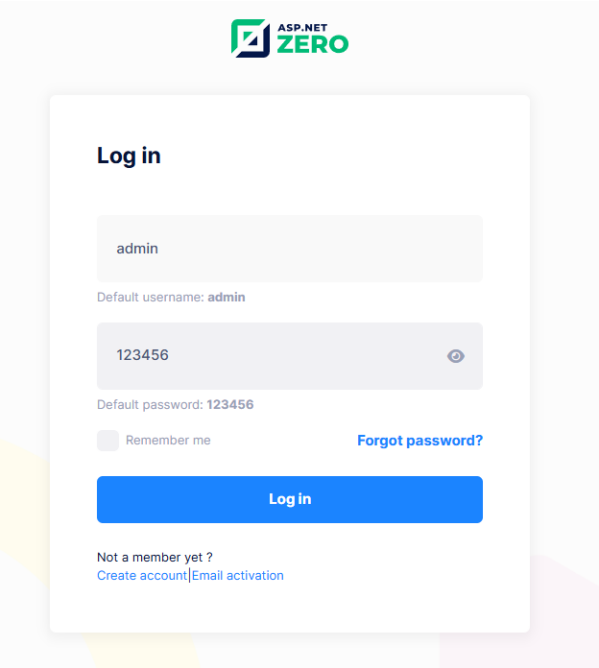 ASP.NET
ZERO
Log in
admin
Default username: admin
123456
Default password: 123456
Remember me
Forgot password?
Log in
Not a member yet ?
Create account|Email activation